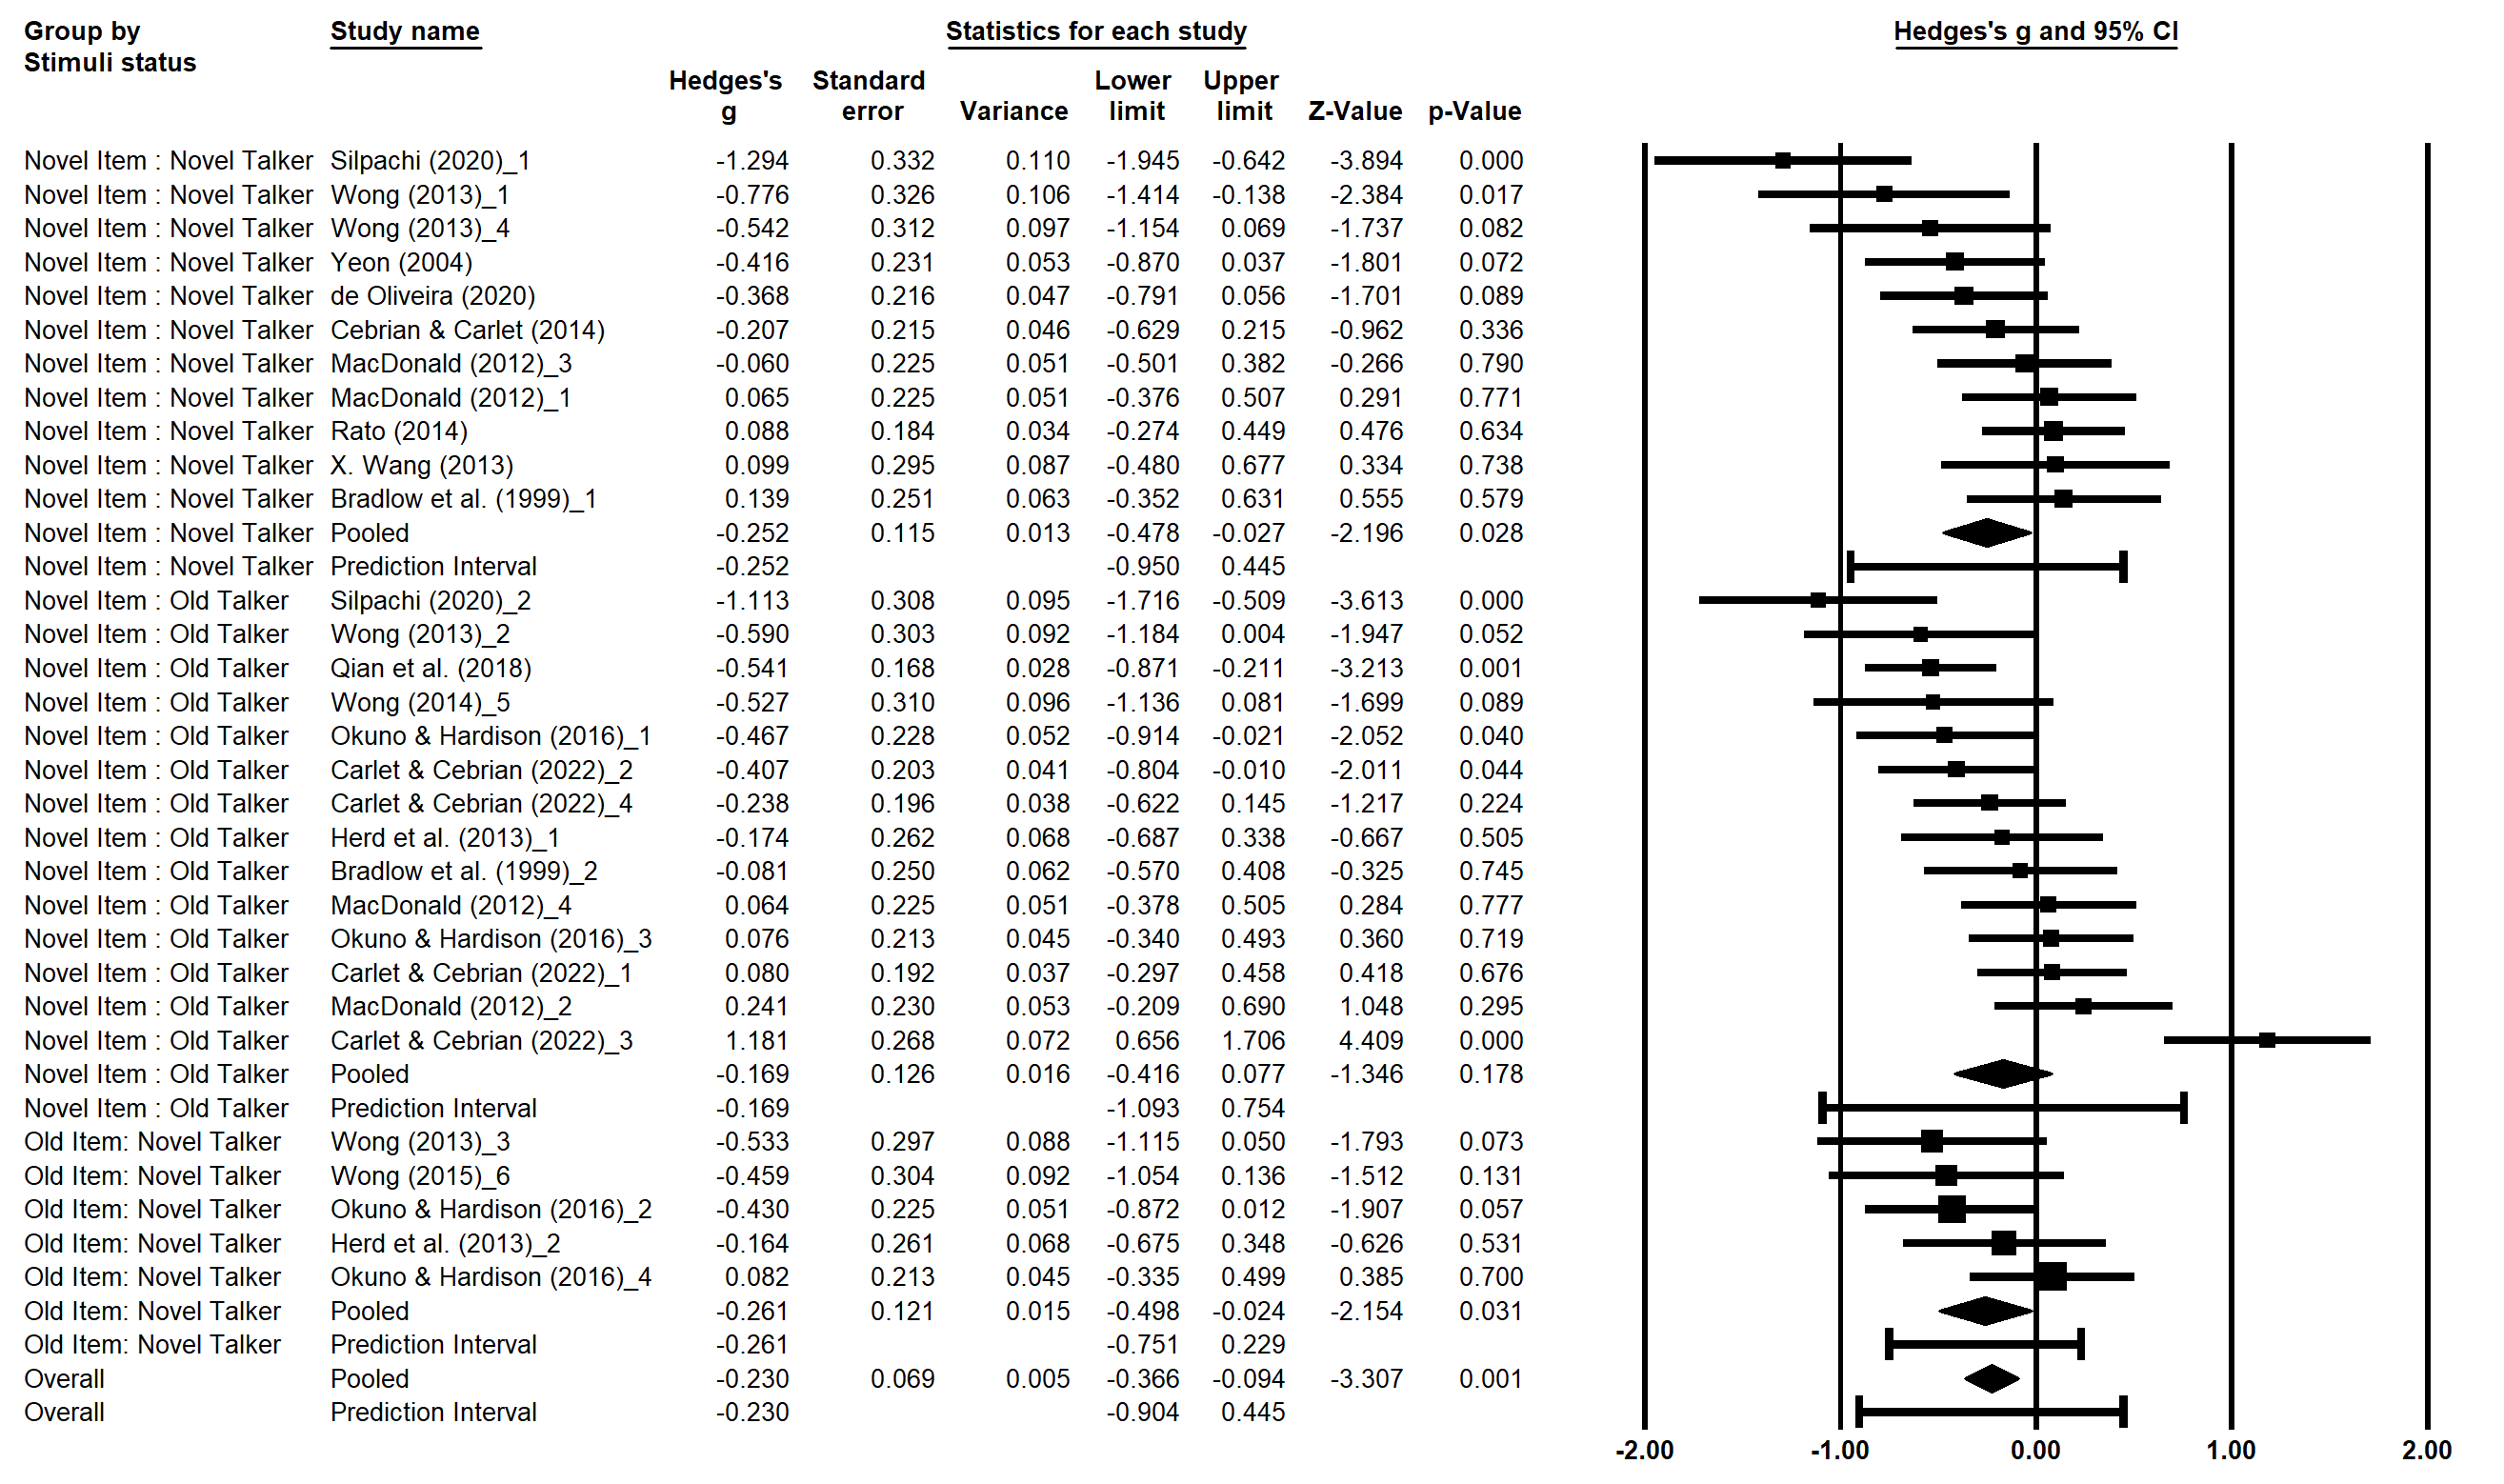 Group by Stimuli status Study name Statistics for each study Hedges's g and 95% CI
Hedges's g Standard error Variance Lower limit Upper limit Z-Value p-Value
Novel Item : Novel Talker Silpachi (2020)_1 -1.294 0.332 0.110 -1.945 -0.642 -3.894 0.000
Novel Item : Novel Talker Wong (2013)_1 -0.776 0.326 0.106 -1.414 -0.138 -2.384 0.017
Novel Item : Novel Talker Wong (2013)_4 -0.542 0.312 0.097 -1.154 0.069 -1.737 0.082
Novel Item : Novel Talker Yeon (2004) -0.416 0.231 0.053 -0.870 0.037 -1.801 0.072
Novel Item : Novel Talker de Oliveira (2020) -0.368 0.216 0.047 -0.791 0.056 -1.701 0.089
Novel Item : Novel Talker Cebrian & Carlet (2014) -0.207 0.215 0.046 -0.629 0.215 -0.962 0.336
Novel Item : Novel Talker MacDonald (2012)_3 -0.060 0.225 0.051 -0.501 0.382 -0.266 0.790
Novel Item : Novel Talker MacDonald (2012)_1 0.065 0.225 0.051 -0.376 0.507 0.291 0.771
Novel Item : Novel Talker Rato (2014) 0.088 0.184 0.034 -0.274 0.449 0.476 0.634
Novel Item : Novel Talker X. Wang (2013) 0.099 0.295 0.087 -0.480 0.677 0.334 0.738
Novel Item : Novel Talker Bradlow et al. (1999)_1 0.139 0.251 0.063 -0.352 0.631 0.555 0.579
Novel Item : Novel Talker Pooled -0.252 0.115 0.013 -0.478 -0.027 -2.196 0.028
Novel Item : Novel Talker Prediction Interval -0.252 -0.950 0.445
Novel Item : Old Talker Silpachi (2020)_2 -1.113 0.308 0.095 -1.716 -0.509 -3.613 0.000
Novel Item : Old Talker Wong (2013)_2 -0.590 0.303 0.092 -1.184 0.004 -1.947 0.052
Novel Item : Old Talker Qian et al. (2018) -0.541 0.168 0.028 -0.871 -0.211 -3.213 0.001
Novel Item : Old Talker Wong (2014)_5 -0.527 0.310 0.096 -1.136 0.081 -1.699 0.089
Novel Item : Old Talker Okuno & Hardison (2016)_1 -0.467 0.228 0.052 -0.914 -0.021 -2.052 0.040
Novel Item : Old Talker Carlet & Cebrian (2022)_2 -0.407 0.203 0.041 -0.804 -0.010 -2.011 0.044
Novel Item : Old Talker Carlet & Cebrian (2022)_4 -0.238 0.196 0.038 -0.622 0.145 -1.217 0.224
Novel Item : Old Talker Herd et al. (2013)_1 -0.174 0.262 0.068 -0.687 0.338 -0.667 0.505
Novel Item : Old Talker Bradlow et al. (1999)_2 -0.081 0.250 0.062 -0.570 0.408 -0.325 0.745
Novel Item : Old Talker MacDonald (2012)_4 0.064 0.225 0.051 -0.378 0.505 0.284 0.777
Novel Item : Old Talker Okuno & Hardison (2016)_3 0.076 0.213 0.045 -0.340 0.493 0.360 0.719
Novel Item : Old Talker Carlet & Cebrian (2022)_1 0.080 0.192 0.037 -0.297 0.458 0.418 0.676
Novel Item : Old Talker MacDonald (2012)_2 0.241 0.230 0.053 -0.209 0.690 1.048 0.295
Novel Item : Old Talker Carlet & Cebrian (2022)_3 1.181 0.268 0.072 0.656 1.706 4.409 0.000
Novel Item : Old Talker Pooled -0.169 0.126 0.016 -0.416 0.077 -1.346 0.178
Novel Item : Old Talker Prediction Interval -0.169 -1.093 0.754
Old Item: Novel Talker Wong (2013)_3 -0.533 0.297 0.088 -1.115 0.050 -1.793 0.073
Old Item: Novel Talker Wong (2015)_6 -0.459 0.304 0.092 -1.054 0.136 -1.512 0.131
Old Item: Novel Talker Okuno & Hardison (2016)_2 -0.430 0.225 0.051 -0.872 0.012 -1.907 0.057
Old Item: Novel Talker Herd et al. (2013)_2 -0.164 0.261 0.068 -0.675 0.348 -0.626 0.531
Old Item: Novel Talker Okuno & Hardison (2016)_4 0.082 0.213 0.045 -0.335 0.499 0.385 0.700
Old Item: Novel Talker Pooled -0.261 0.121 0.015 -0.498 -0.024 -2.154 0.031
Old Item: Novel Talker Prediction Interval -0.261 -0.751 0.229
Overall Pooled -0.230 0.069 0.005 -0.366 -0.094 -3.307 0.001
Overall Prediction Interval -0.230 -0.904 0.445
-2.00 -1.00 0.00 1.00 2.00